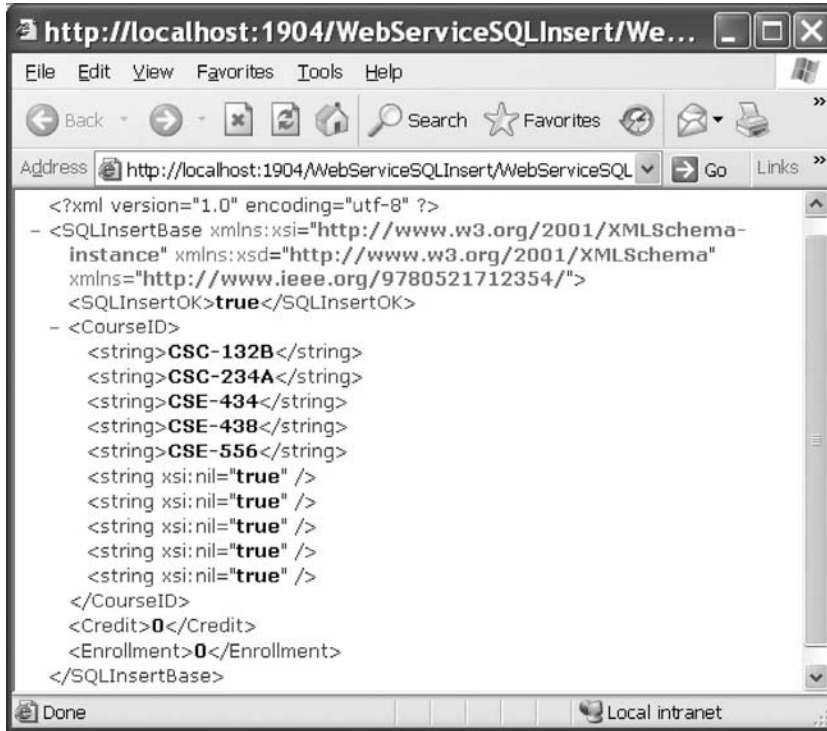 http://localhost:1904/WebServiceSQLInsert/We...
File Edit View Favorites Tools Help
Back Search Favorites »
Address http://localhost:1904/WebServiceSQLInsert/WebServiceSQL Go Links »
<?xml version="1.0" encoding="utf-8" ?>
– <SQLInsertBase xmlns:xsi="http://www.w3.org/2001/XMLSchema-
instance" xmlns:xsd="http://www.w3.org/2001/XMLSchema"
xmlns="http://www.ieee.org/9780521712354/">
<SQLInsertOK>true</SQLInsertOK>
– <CourseID>
<string>CSC-132B</string>
<string>CSC-234A</string>
<string>CSE-434</string>
<string>CSE-438</string>
<string>CSE-556</string>
<string xsi:nil="true" />
<string xsi:nil="true" />
<string xsi:nil="true" />
<string xsi:nil="true" />
<string xsi:nil="true" />
</CourseID>
<Credit>0</Credit>
<Enrollment>0</Enrollment>
</SQLInsertBase>
Done Local intranet